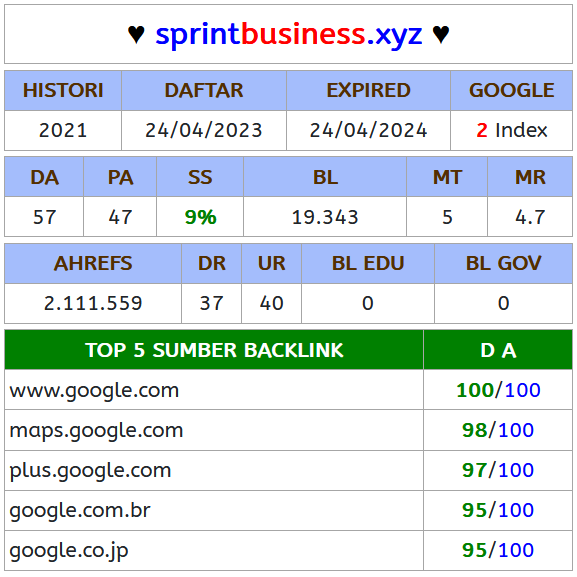 ♥ sprintbusiness.xyz ♥
HISTORI DAFTAR EXPIRED GOOGLE
2021 24/04/2023 24/04/2024 2 Index
DA PA SS BL MT MR
57 47 9% 19.343 5 4.7
AHREFS DR UR BL EDU BL GOV
2.111.559 37 40 0 0
TOP 5 SUMBER BACKLINK D A
www.google.com 100/100
maps.google.com 98/100
plus.google.com 97/100
google.com.br 95/100
google.co.jp 95/100